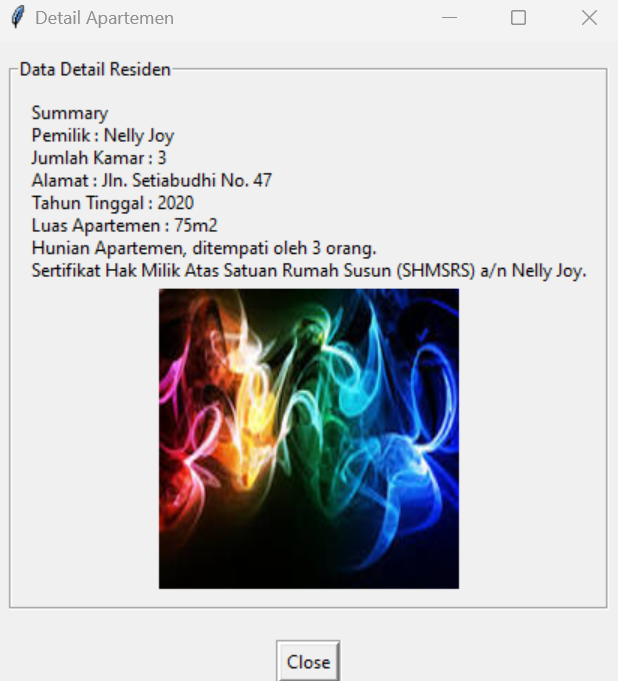 Detail Apartemen
Data Detail Residen
Summary
Pemilik : Nelly Joy
Jumlah Kamar : 3
Alamat : Jln. Setiabudhi No. 47
Tahun Tinggal : 2020
Luas Apartemen : 75m2
Hunian Apartemen, ditempati oleh 3 orang.
Sertifikat Hak Milik Atas Satuan Rumah Susun (SHMSRS) a/n Nelly Joy.
Close